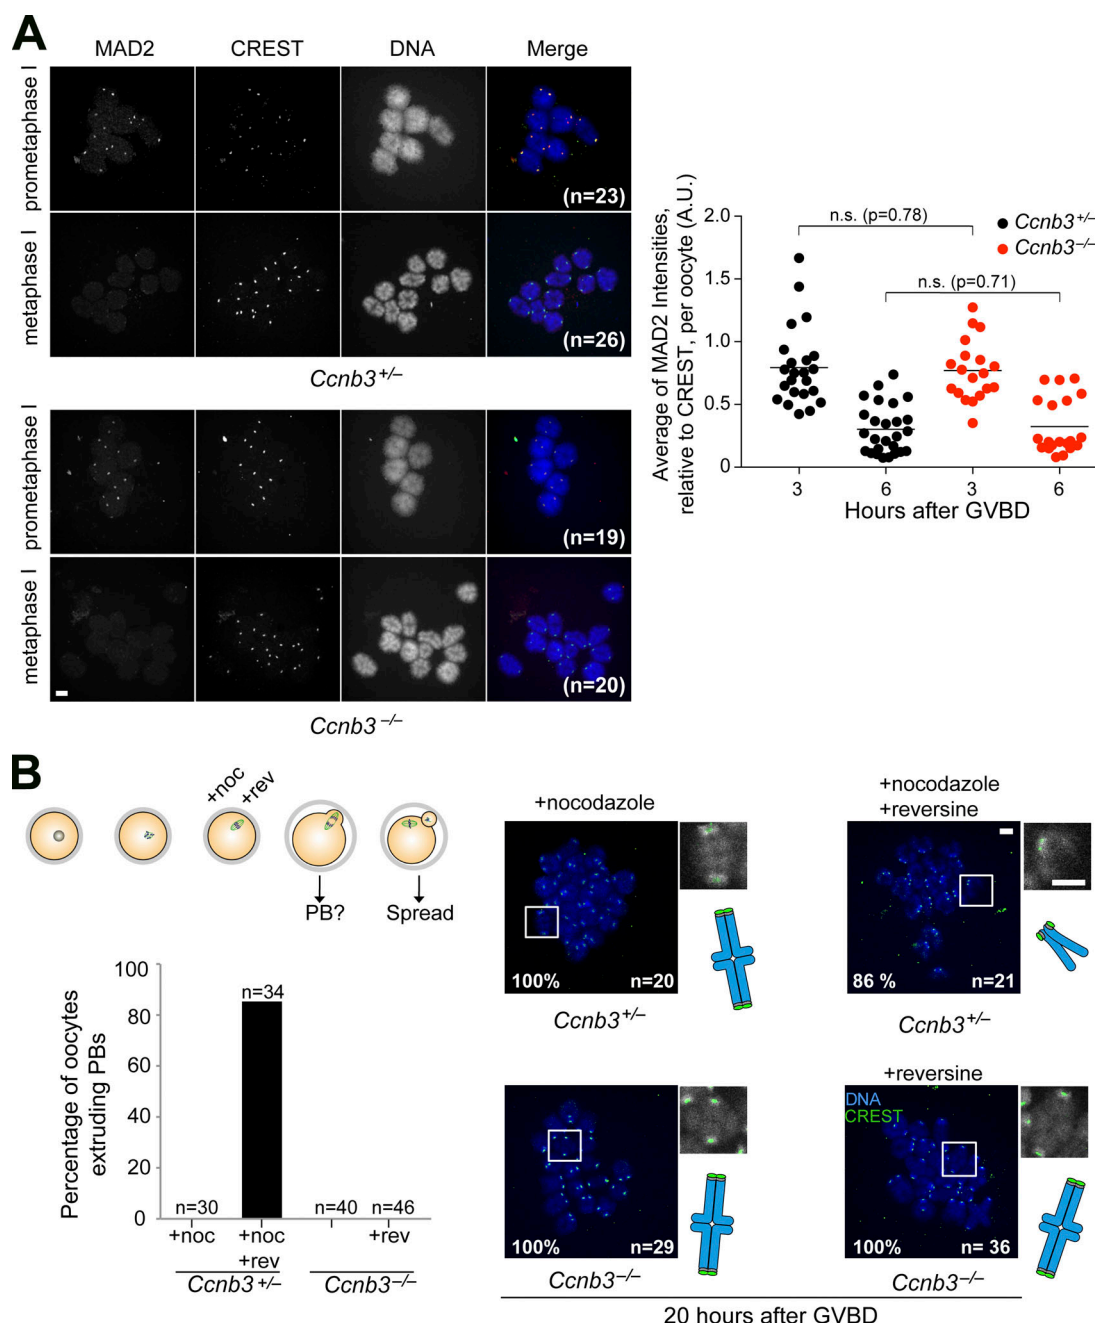 A
MAD2 CREST DNA Merge
prometaphase I
(n=23)
metaphase I
(n=26)
Ccnb3+/–
prometaphase I
(n=19)
metaphase I
(n=20)
Ccnb3–/–
Average of MAD2 Intensities,
relative to CREST, per oocyte (A.U.)
2.0
1.5
1.0
0.5
0
n.s. (p=0.78)
n.s. (p=0.71)
Ccnb3+/–
Ccnb3–/–
3 6 3 6
Hours after GVBD
B
+noc
+rev
PB? Spread
Percentage of oocytes
extruding PBs
100
80
60
40
20
0
n=30 n=34 n=40 n=46
+noc +noc +rev
+rev
Ccnb3+/– Ccnb3–/–
+nocodazole
100% n=20
Ccnb3+/–
+nocodazole
+reversine
86 % n=21
Ccnb3+/–
100% n=29
Ccnb3–/–
+reversine
DNA
CREST
100% n= 36
Ccnb3–/–
20 hours after GVBD